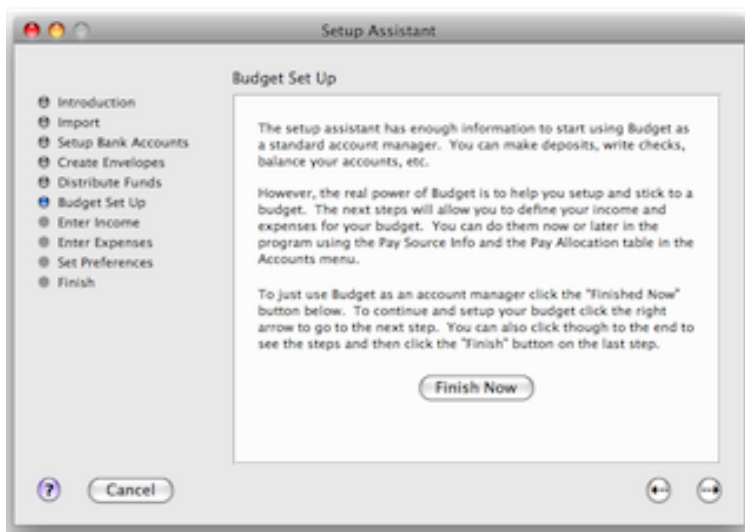 Setup Assistant
Budget Set Up
Introduction
Import
Setup Bank Accounts
Create Envelopes
Distribute Funds
Budget Set Up
Enter Income
Enter Expenses
Set Preferences
Finish
The setup assistant has enough information to start using Budget as
a standard account manager. You can make deposits, write checks,
balance your accounts, etc.
However, the real power of Budget is to help you setup and stick to a
budget. The next steps will allow you to define your income and
expenses for your budget. You can do them now or later in the
program using the Pay Source Info and the Pay Allocation table in the
Accounts menu.
To just use Budget as an account manager click the "Finished Now"
button below. To continue and setup your budget click the right
arrow to go to the next step. You can also click though to the end to
see the steps and then click the "Finish" button on the last step.
Finish Now
?
Cancel